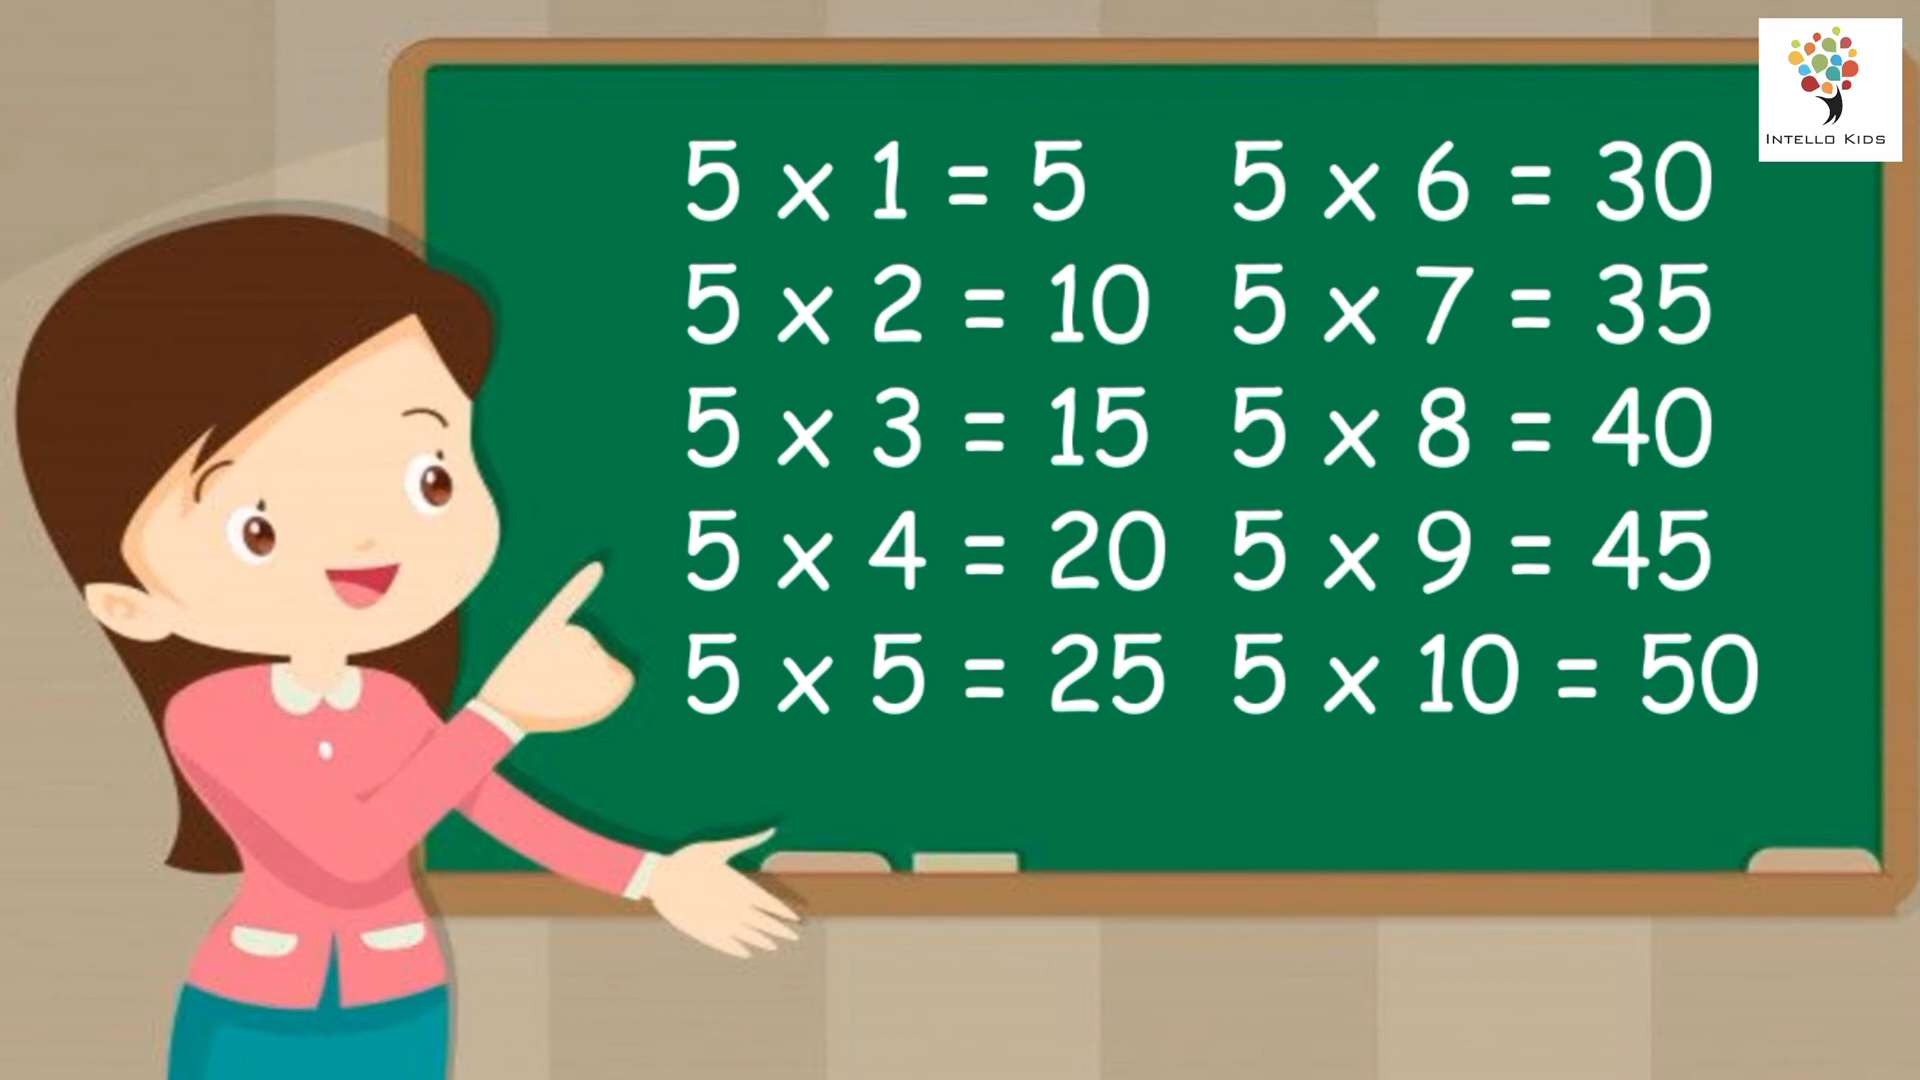 5 x 1 = 5
5 x 2 = 10
5 x 3 = 15
5 x 4 = 20
5 x 5 = 25
5 x 6 = 30
5 x 7 = 35
5 x 8 = 40
5 x 9 = 45
5 x 10 = 50
INTELLO KIDS